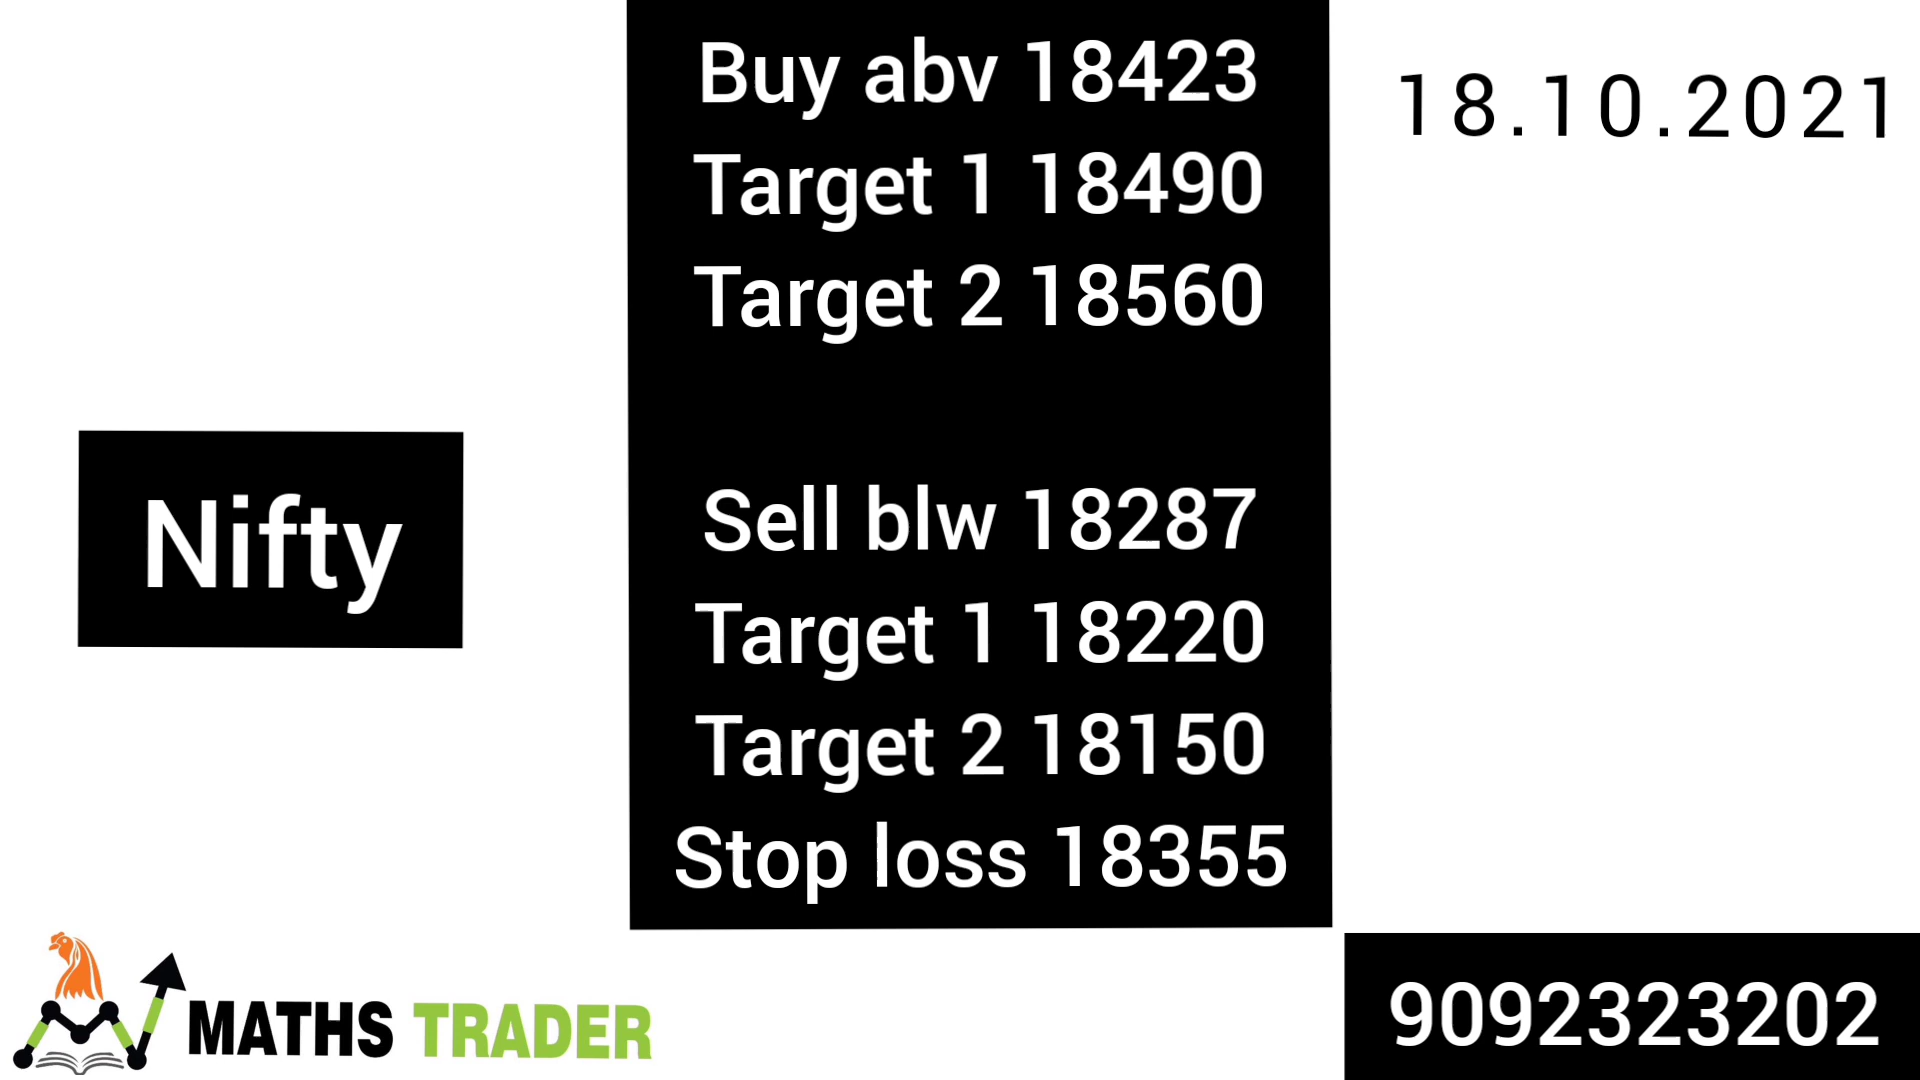 Buy abv 18423
Target 1 18490
Target 2 18560
Sell blw 18287
Target 1 18220
Target 2 18150
Stop loss 18355
18.10.2021
Nifty
MATHS TRADER
9092323202